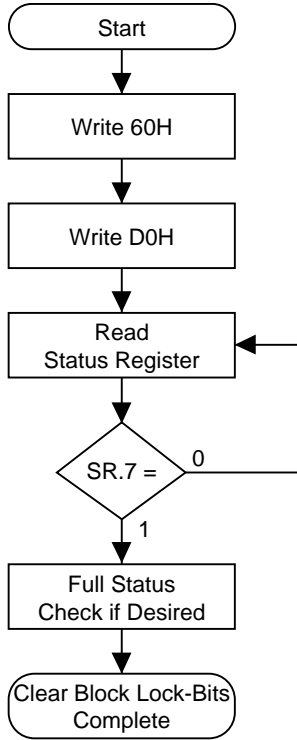 Start
Write 60H
Write D0H
Read
Status Register
SR.7 =
0
1
Full Status
Check if Desired
Clear Block Lock-Bits
Complete